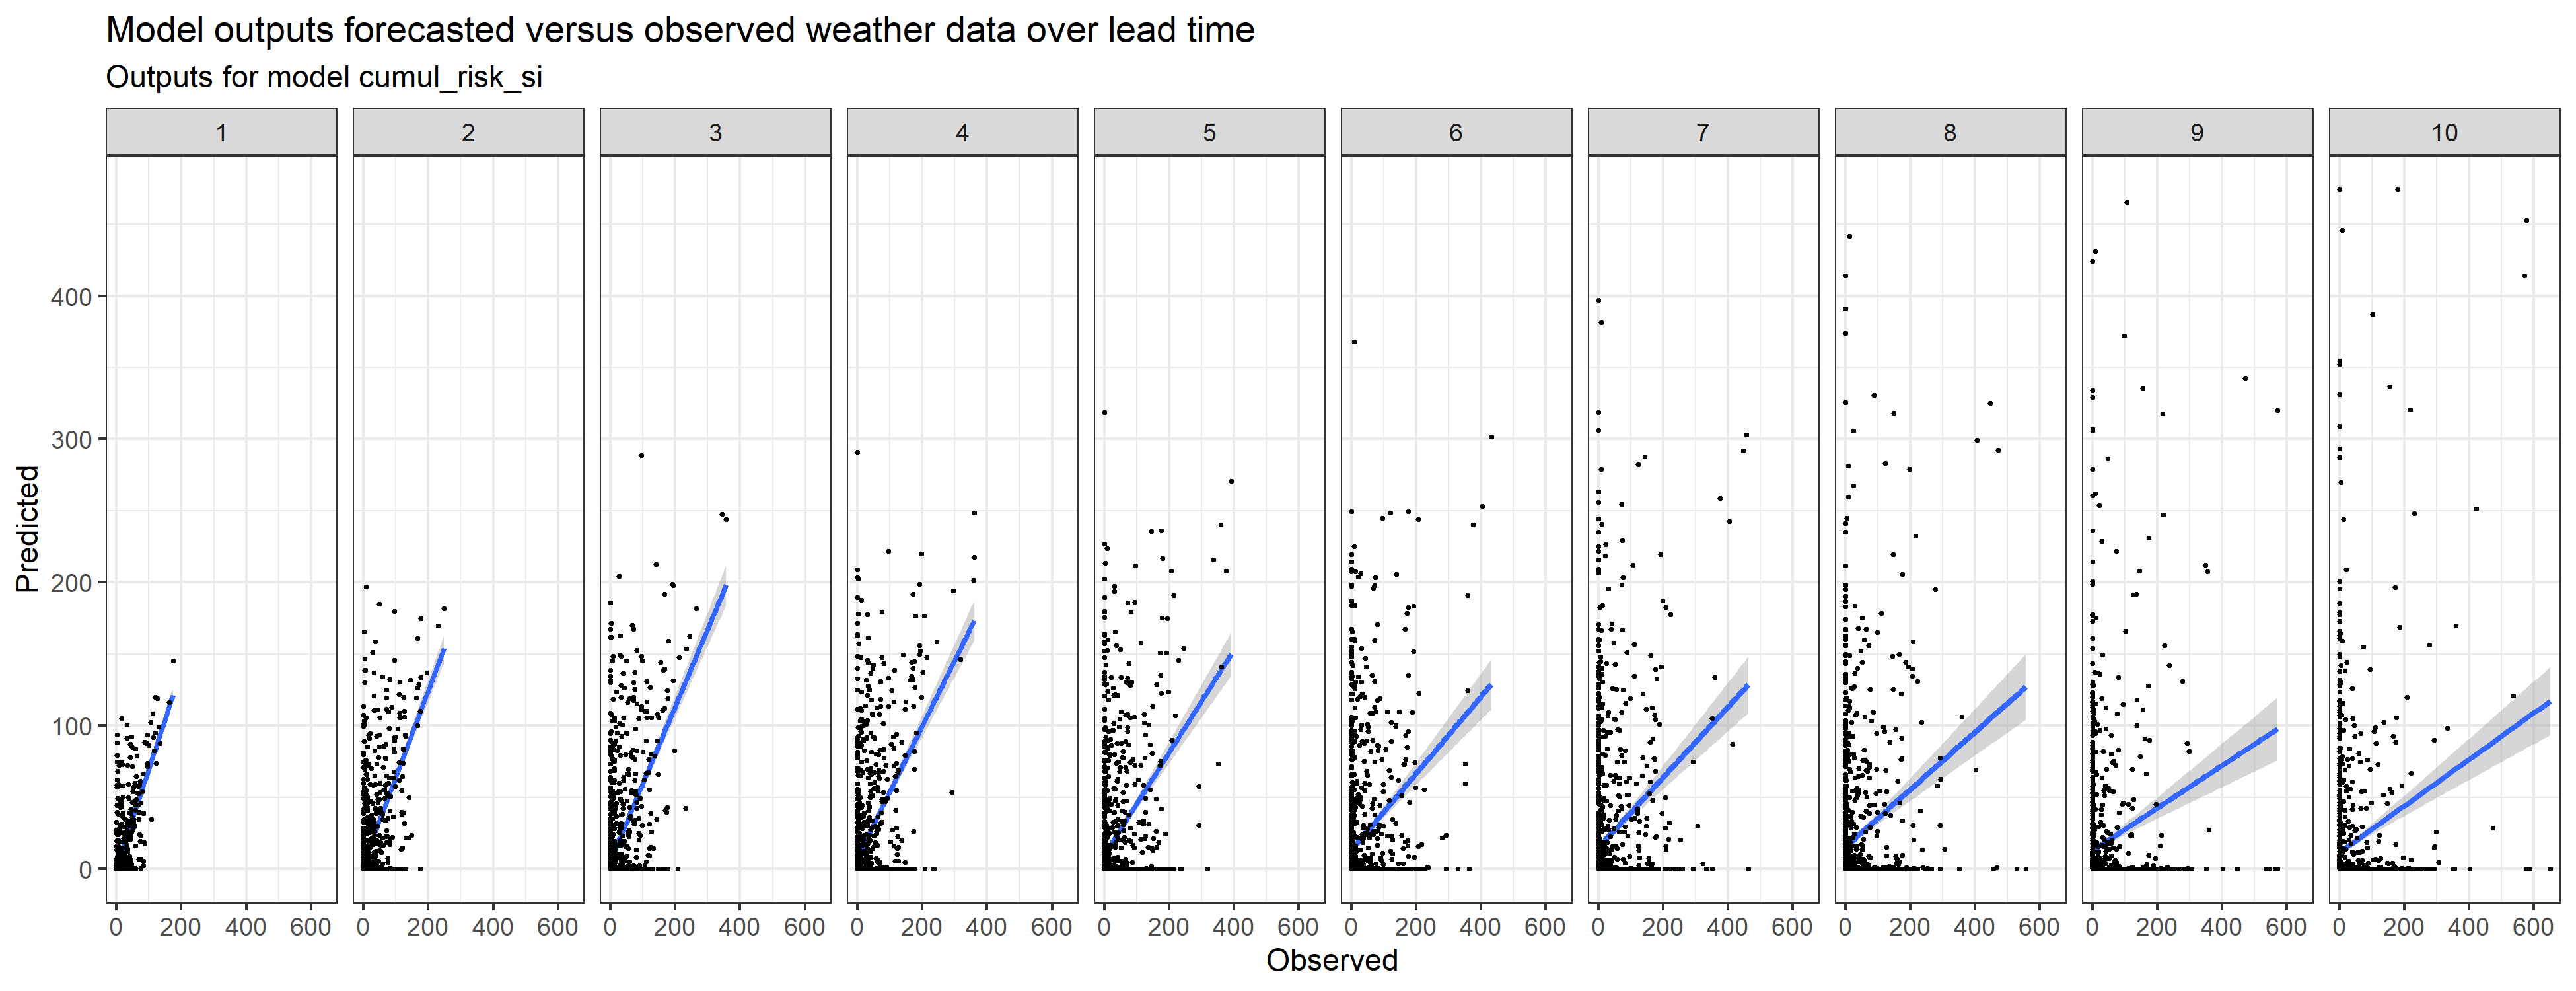 Model outputs forecasted versus observed weather data over lead time
Outputs for model cumul_risk_si
1 2 3 4 5 6 7 8 9 10
400
300
200
100
0
Predicted
0 200 400 600 0 200 400 600 0 200 400 600 0 200 400 600 0 200 400 600 0 200 400 600 0 200 400 600 0 200 400 600 0 200 400 600 0 200 400 600
Observed